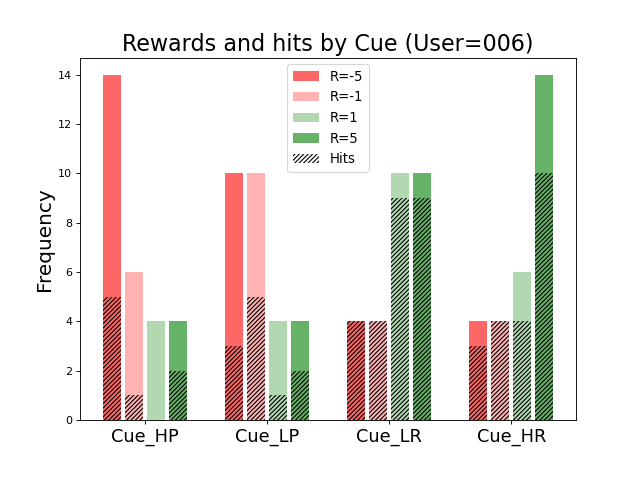 Rewards and hits by Cue (User=006)
R=-5
R=-1
R=1
R=5
Hits
Frequency
14
12
10
8
6
4
2
0
Cue_HP
Cue_LP
Cue_LR
Cue_HR